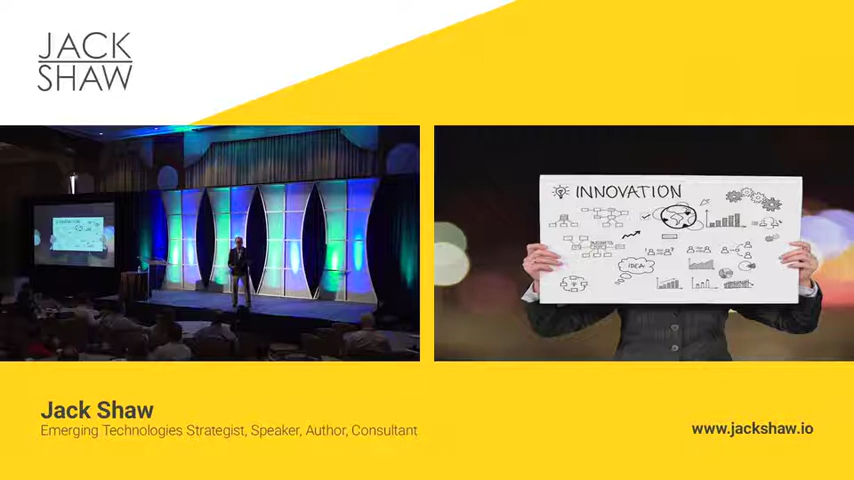 JACK
SHAW
INNOVATION
IDEA
Jack Shaw
Emerging Technologies Strategist, Speaker, Author, Consultant
www.jackshaw.io